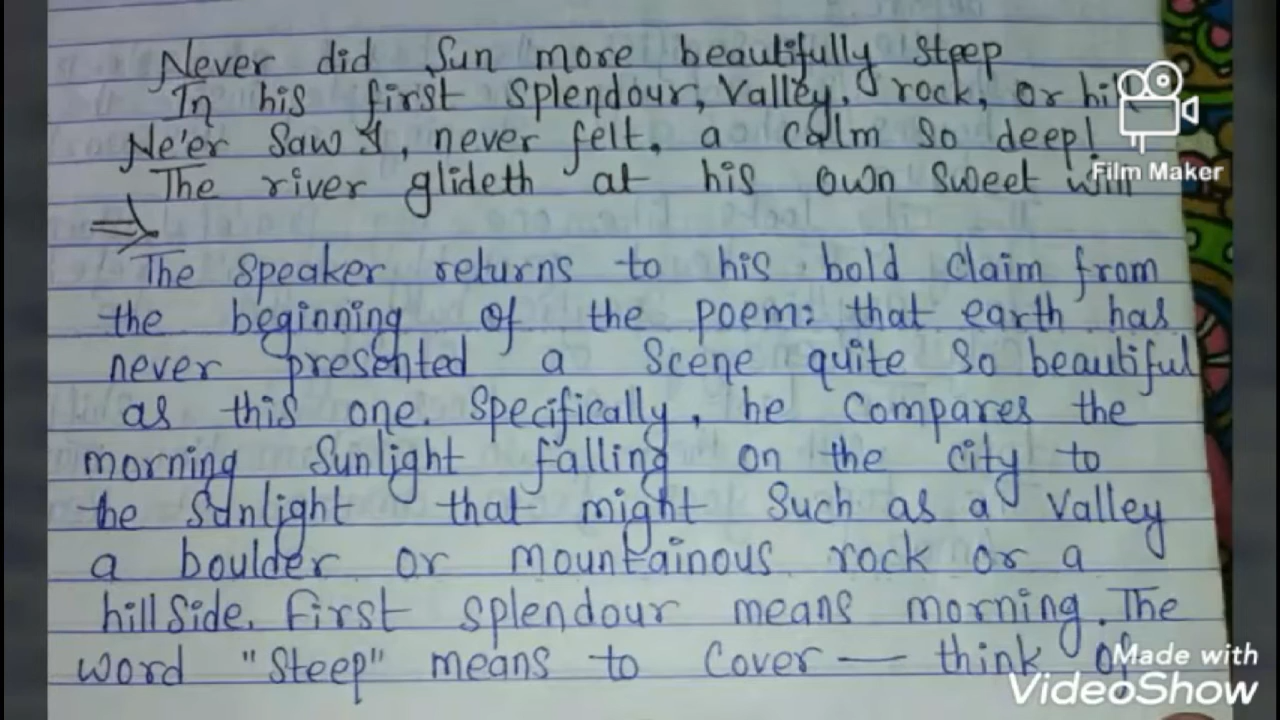 Never did Sun more beautifully steep
In his first splendour, valley, rock, or hi
Ne'er saw I, never felt, a calm so deep!
The river glideth at his own sweet will
⇒
The speaker returns to his bold claim from
the beginning of the poem: that earth has
never presented a scene quite so beautiful
as this one. Specifically, he compares the
morning sunlight falling on the city to
the sunlight that might such as a valley
a boulder or mountainous rock or a
hillside. First splendour means morning. The
word "Steep" means to cover — think of
Film Maker
Made with
VideoShow